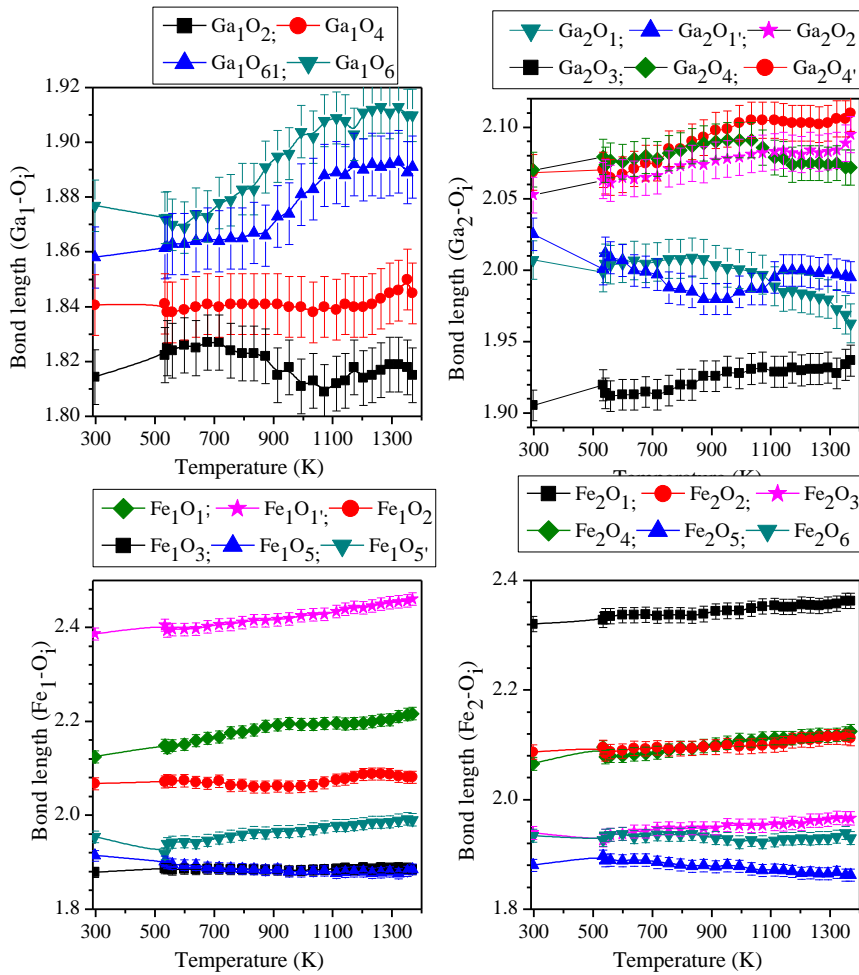 Ga1O2; Ga1O4
Ga1O61; Ga1O6
1.92
1.90
1.88
1.86
1.84
1.82
1.80
Bond length (Ga1-Oi)
300 500 700 900 1100 1300
Temperature (K)
Ga2O1; Ga2O1'; Ga2O2
Ga2O3; Ga2O4; Ga2O4'
2.10
2.05
2.00
1.95
1.90
Bond length (Ga2-Oi)
300 500 700 900 1100 1300
Temperature (K)
Fe1O1; Fe1O1'; Fe1O2
Fe1O3; Fe1O5; Fe1O5'
2.4
2.2
2.0
1.8
Bond length (Fe1-Oi)
300 500 700 900 1100 1300
Temperature (K)
Fe2O1; Fe2O2; Fe2O3
Fe2O4; Fe2O5; Fe2O6
2.4
2.2
2.0
1.8
Bond length (Fe2-Oi)
300 500 700 900 1100 1300
Temperature (K)